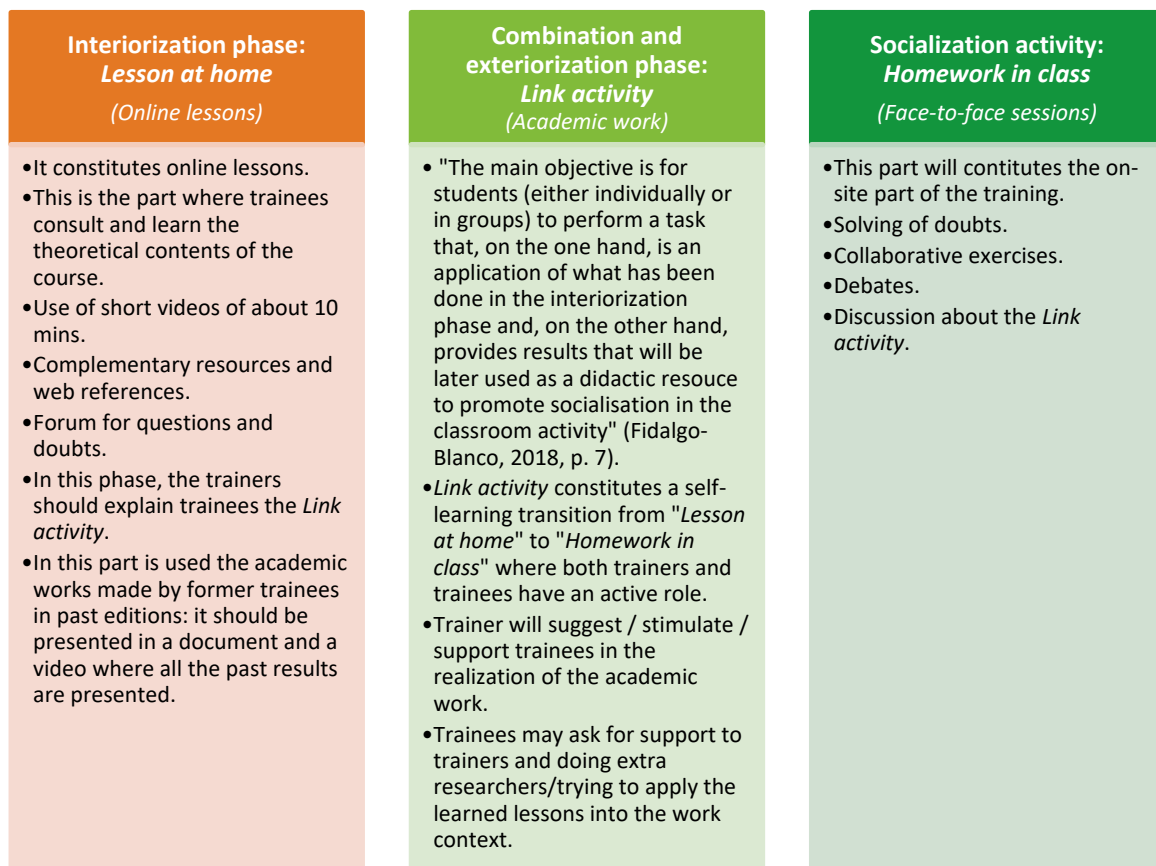 Interiorization phase:
Lesson at home
(Online lessons)
•It constitutes online lessons.
•This is the part where trainees
consult and learn the
theoretical contents of the
course.
•Use of short videos of about 10
mins.
•Complementary resources and
web references.
•Forum for questions and
doubts.
•In this phase, the trainers
should explain trainees the Link
activity.
•In this part is used the academic
works made by former trainees
in past editions: it should be
presented in a document and a
video where all the past results
are presented.
Combination and
exteriorization phase:
Link activity
(Academic work)
• "The main objective is for
students (either individually or
in groups) to perform a task
that, on the one hand, is an
application of what has been
done in the interiorization
phase and, on the other hand,
provides results that will be
later used as a didactic resouce
to promote socialisation in the
classroom activity" (Fidalgo-
Blanco, 2018, p. 7).
•Link activity constitutes a self-
learning transition from "Lesson
at home" to "Homework in
class" where both trainers and
trainees have an active role.
•Trainer will suggest / stimulate /
support trainees in the
realization of the academic
work.
•Trainees may ask for support to
trainers and doing extra
researchers/trying to apply the
learned lessons into the work
context.
Socialization activity:
Homework in class
(Face-to-face sessions)
•This part will contitutes the on-
site part of the training.
•Solving of doubts.
•Collaborative exercises.
•Debates.
•Discussion about the Link
activity.